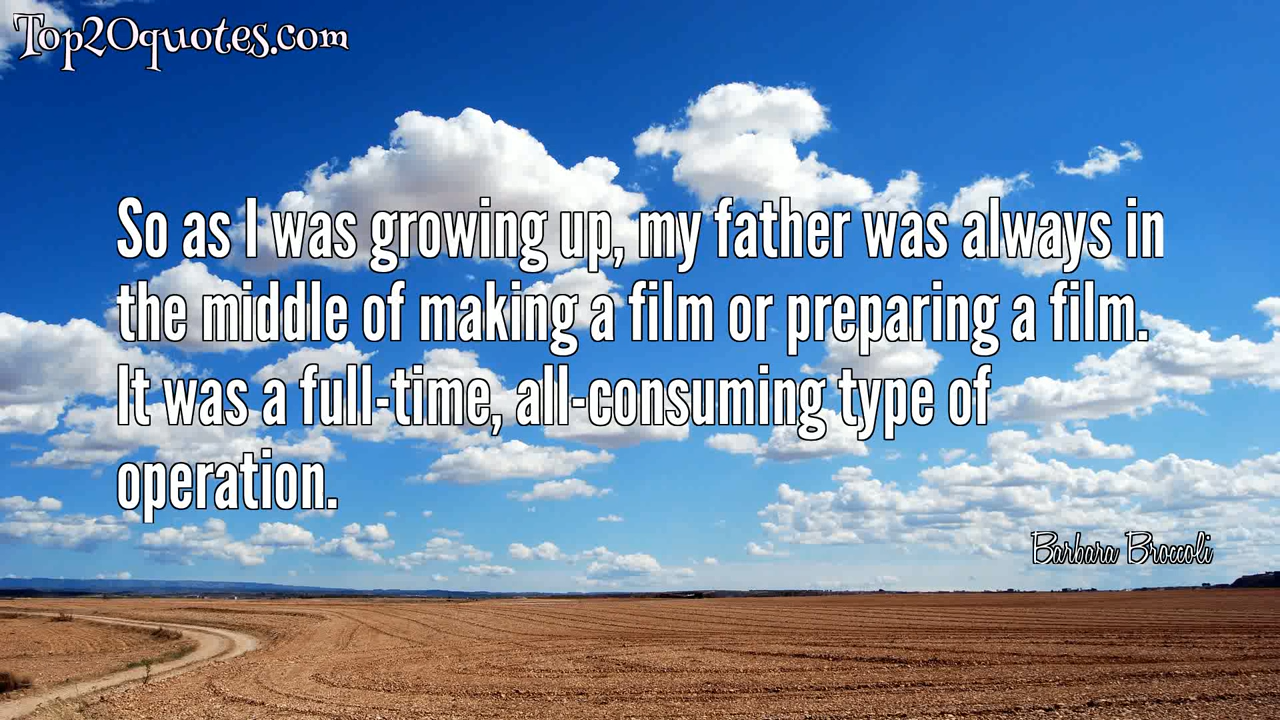 Top20quotes.com
So as I was growing up, my father was always in
the middle of making a film or preparing a film.
It was a full-time, all-consuming type of
operation.
Barbara Broccoli